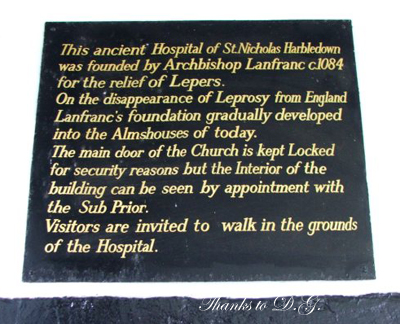 This ancient Hospital of St. Nicholas Harbledown
was founded by Archbishop Lanfranc c.1084
for the relief of Lepers.
On the disappearance of Leprosy from England
Lanfranc's foundation gradually developed
into the Almshouses of today.
The main door of the Church is kept Locked
for security reasons but the Interior of the
building can be seen by appointment with
the Sub Prior.
Visitors are invited to walk in the grounds
of the Hospital.
Thanks to D.G.